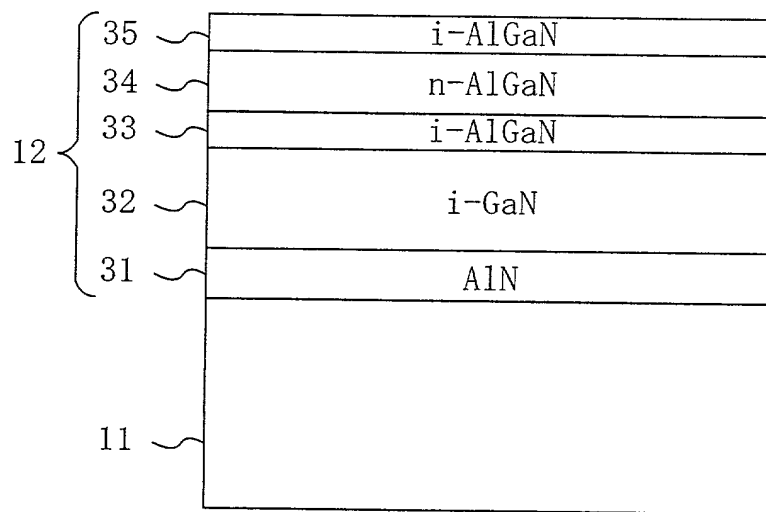 35 i-AlGaN
34 n-AlGaN
33 i-AlGaN
12
32 i-GaN
31 AlN
11